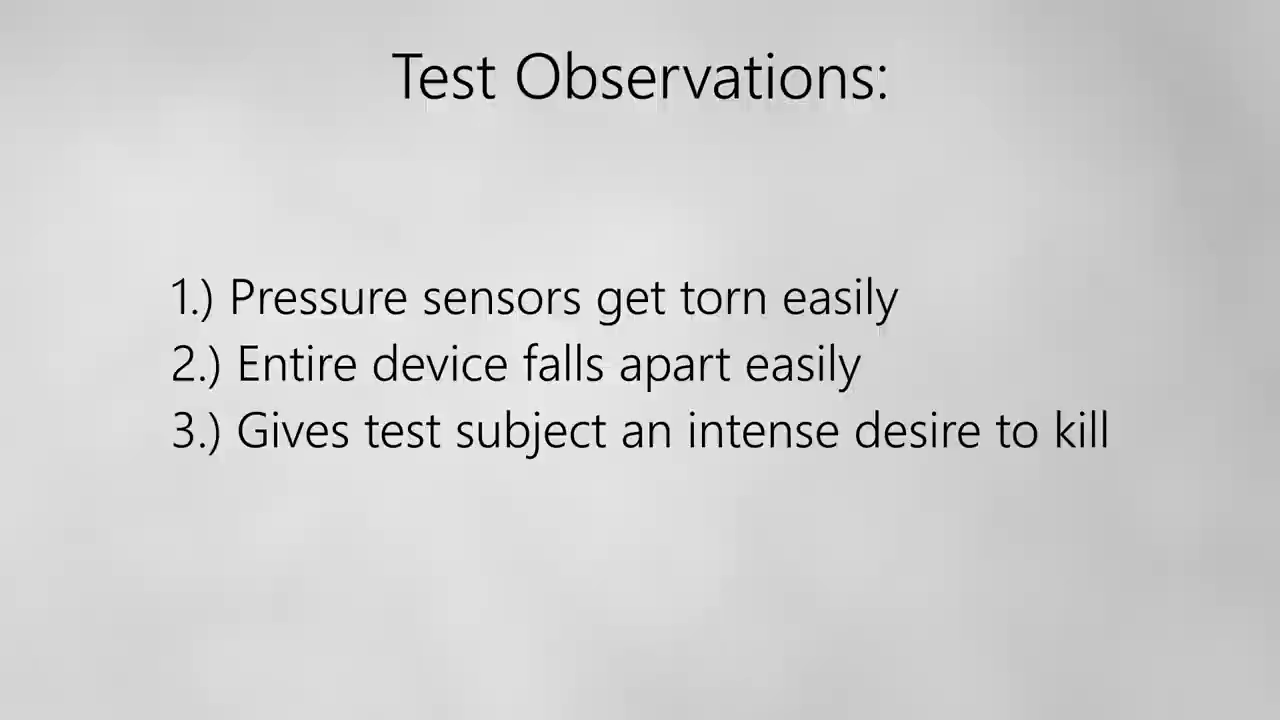 Test Observations:
1.) Pressure sensors get torn easily
2.) Entire device falls apart easily
3.) Gives test subject an intense desire to kill